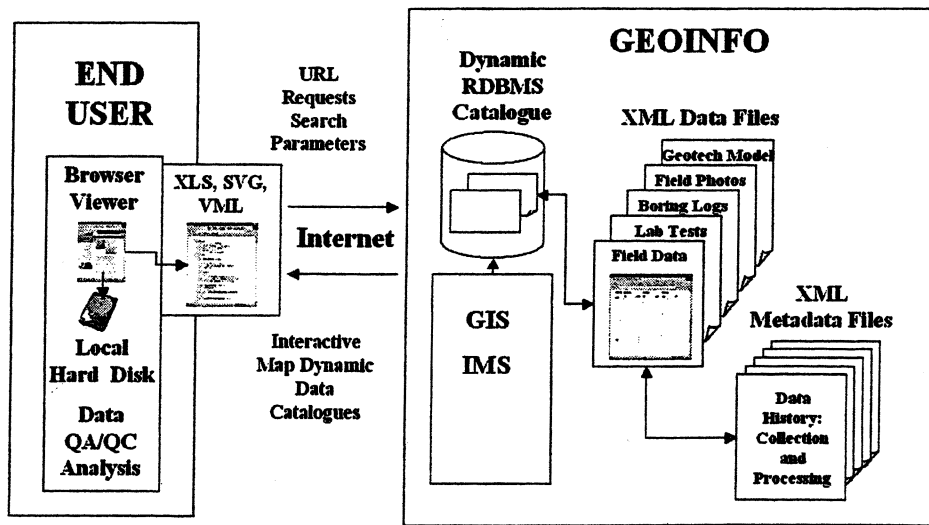 END
USER
Browser
Viewer
XLS, SVG,
VML
Local
Hard Disk
Data
QA/QC
Analysis
URL
Requests
Search
Parameters
Internet
Interactive
Map Dynamic
Data
Catalogues
GEOINFO
Dynamic
RDBMS
Catalogue
GIS
IMS
XML Data Files
Geotech Model
Field Photos
Boring Logs
Lab Tests
Field Data
XML
Metadata Files
Data
History:
Collection
and
Processing